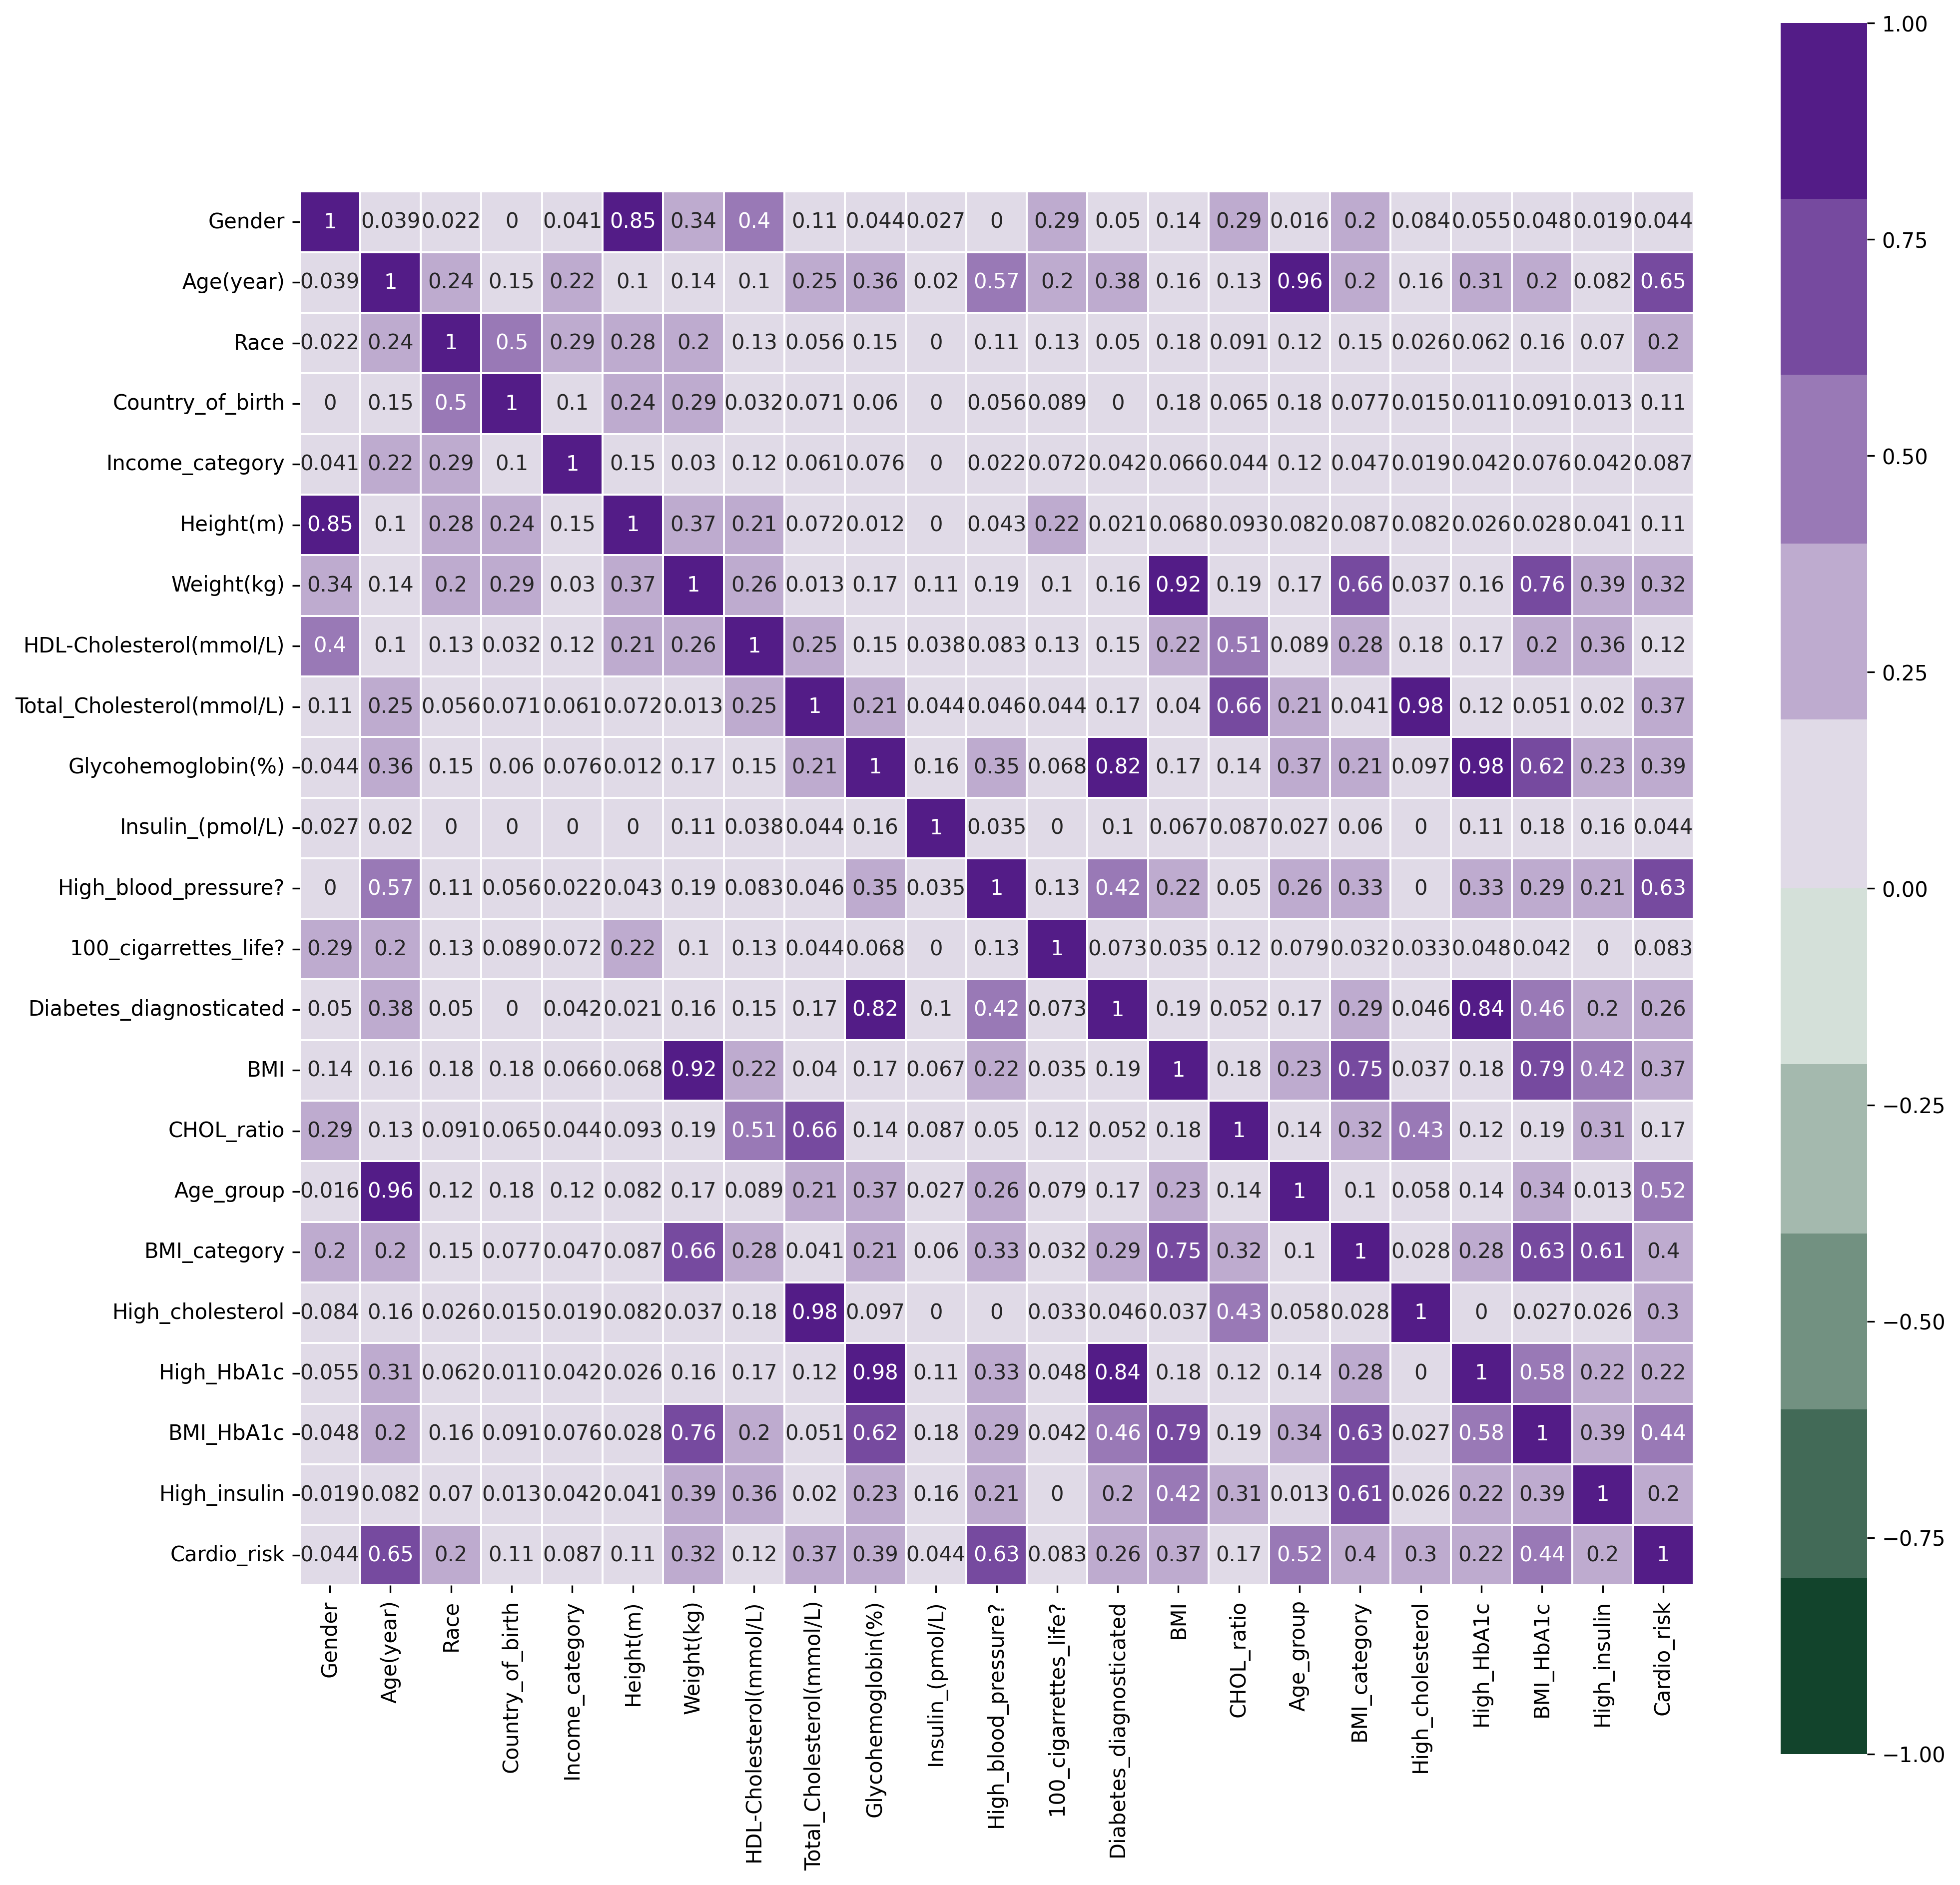 1.00
Gender 1 0.039 0.022 0 0.041 0.85 0.34 0.4 0.11 0.044 0.027 0 0.29 0.05 0.14 0.29 0.016 0.2 0.084 0.055 0.048 0.019 0.044
0.75
Age(year) 0.039 1 0.24 0.15 0.22 0.1 0.14 0.1 0.25 0.36 0.02 0.57 0.2 0.38 0.16 0.13 0.96 0.2 0.16 0.31 0.2 0.082 0.65
Race 0.022 0.24 1 0.5 0.29 0.28 0.2 0.13 0.056 0.15 0 0.11 0.13 0.05 0.18 0.091 0.12 0.15 0.026 0.062 0.16 0.07 0.2
Country_of_birth 0 0.15 0.5 1 0.1 0.24 0.29 0.032 0.071 0.06 0 0.056 0.089 0 0.18 0.065 0.18 0.077 0.015 0.011 0.091 0.013 0.11
0.50
Income_category 0.041 0.22 0.29 0.1 1 0.15 0.03 0.12 0.061 0.076 0 0.022 0.072 0.042 0.066 0.044 0.12 0.047 0.019 0.042 0.076 0.042 0.087
Height(m) 0.85 0.1 0.28 0.24 0.15 1 0.37 0.21 0.072 0.012 0 0.043 0.22 0.021 0.068 0.093 0.082 0.087 0.082 0.026 0.028 0.041 0.11
Weight(kg) 0.34 0.14 0.2 0.29 0.03 0.37 1 0.26 0.013 0.17 0.11 0.19 0.1 0.16 0.92 0.19 0.17 0.66 0.037 0.16 0.76 0.39 0.32
HDL-Cholesterol(mmol/L) 0.4 0.1 0.13 0.032 0.12 0.21 0.26 1 0.25 0.15 0.038 0.083 0.13 0.15 0.22 0.51 0.089 0.28 0.18 0.17 0.2 0.36 0.12
0.25
Total_Cholesterol(mmol/L) 0.11 0.25 0.056 0.071 0.061 0.072 0.013 0.25 1 0.21 0.044 0.046 0.044 0.17 0.04 0.66 0.21 0.041 0.98 0.12 0.051 0.02 0.37
Glycohemoglobin(%) 0.044 0.36 0.15 0.06 0.076 0.012 0.17 0.15 0.21 1 0.16 0.35 0.068 0.82 0.17 0.14 0.37 0.21 0.097 0.98 0.62 0.23 0.39
Insulin_(pmol/L) 0.027 0.02 0 0 0 0 0.11 0.038 0.044 0.16 1 0.035 0 0.1 0.067 0.087 0.027 0.06 0 0.11 0.18 0.16 0.044
High_blood_pressure? 0 0.57 0.11 0.056 0.022 0.043 0.19 0.083 0.046 0.35 0.035 1 0.13 0.42 0.22 0.05 0.26 0.33 0 0.33 0.29 0.21 0.63
0.00
100_cigarrettes_life? 0.29 0.2 0.13 0.089 0.072 0.22 0.1 0.13 0.044 0.068 0 0.13 1 0.073 0.035 0.12 0.079 0.032 0.033 0.048 0.042 0 0.083
Diabetes_diagnosticated 0.05 0.38 0.05 0 0.042 0.021 0.16 0.15 0.17 0.82 0.1 0.42 0.073 1 0.19 0.052 0.17 0.29 0.046 0.84 0.46 0.2 0.26
BMI 0.14 0.16 0.18 0.18 0.066 0.068 0.92 0.22 0.04 0.17 0.067 0.22 0.035 0.19 1 0.18 0.23 0.75 0.037 0.18 0.79 0.42 0.37
−0.25
CHOL_ratio 0.29 0.13 0.091 0.065 0.044 0.093 0.19 0.51 0.66 0.14 0.087 0.05 0.12 0.052 0.18 1 0.14 0.32 0.43 0.12 0.19 0.31 0.17
Age_group 0.016 0.96 0.12 0.18 0.12 0.082 0.17 0.089 0.21 0.37 0.027 0.26 0.079 0.17 0.23 0.14 1 0.1 0.058 0.14 0.34 0.013 0.52
BMI_category 0.2 0.2 0.15 0.077 0.047 0.087 0.66 0.28 0.041 0.21 0.06 0.33 0.032 0.29 0.75 0.32 0.1 1 0.028 0.28 0.63 0.61 0.4
High_cholesterol 0.084 0.16 0.026 0.015 0.019 0.082 0.037 0.18 0.98 0.097 0 0 0.033 0.046 0.037 0.43 0.058 0.028 1 0 0.027 0.026 0.3
−0.50
High_HbA1c 0.055 0.31 0.062 0.011 0.042 0.026 0.16 0.17 0.12 0.98 0.11 0.33 0.048 0.84 0.18 0.12 0.14 0.28 0 1 0.58 0.22 0.22
BMI_HbA1c 0.048 0.2 0.16 0.091 0.076 0.028 0.76 0.2 0.051 0.62 0.18 0.29 0.042 0.46 0.79 0.19 0.34 0.63 0.027 0.58 1 0.39 0.44
High_insulin 0.019 0.082 0.07 0.013 0.042 0.041 0.39 0.36 0.02 0.23 0.16 0.21 0 0.2 0.42 0.31 0.013 0.61 0.026 0.22 0.39 1 0.2
−0.75
Cardio_risk 0.044 0.65 0.2 0.11 0.087 0.11 0.32 0.12 0.37 0.39 0.044 0.63 0.083 0.26 0.37 0.17 0.52 0.4 0.3 0.22 0.44 0.2 1
−1.00
Gender
Age(year)
Race
Country_of_birth
Income_category
Height(m)
Weight(kg)
HDL-Cholesterol(mmol/L)
Total_Cholesterol(mmol/L)
Glycohemoglobin(%)
Insulin_(pmol/L)
High_blood_pressure?
100_cigarrettes_life?
Diabetes_diagnosticated
BMI
CHOL_ratio
Age_group
BMI_category
High_cholesterol
High_HbA1c
BMI_HbA1c
High_insulin
Cardio_risk